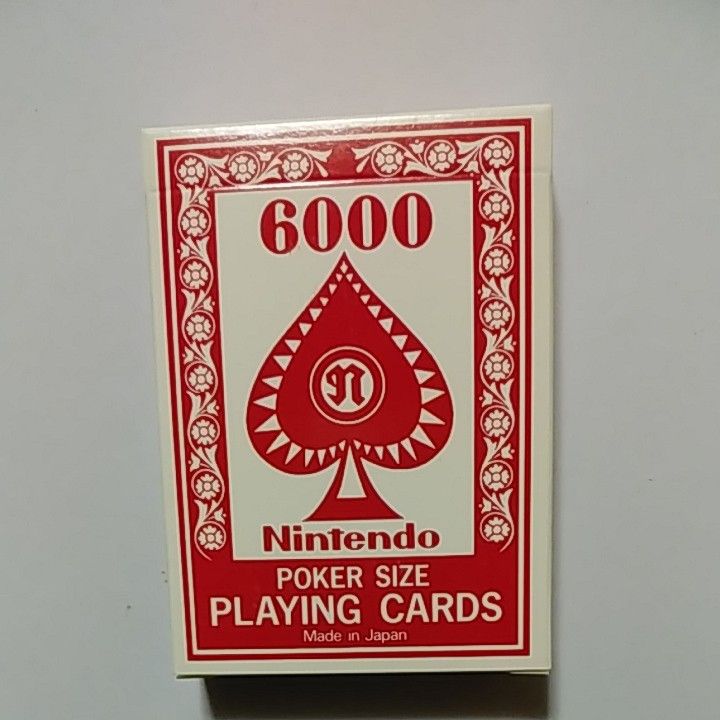 6000
N
Nintendo
POKER SIZE
PLAYING CARDS
Made in Japan